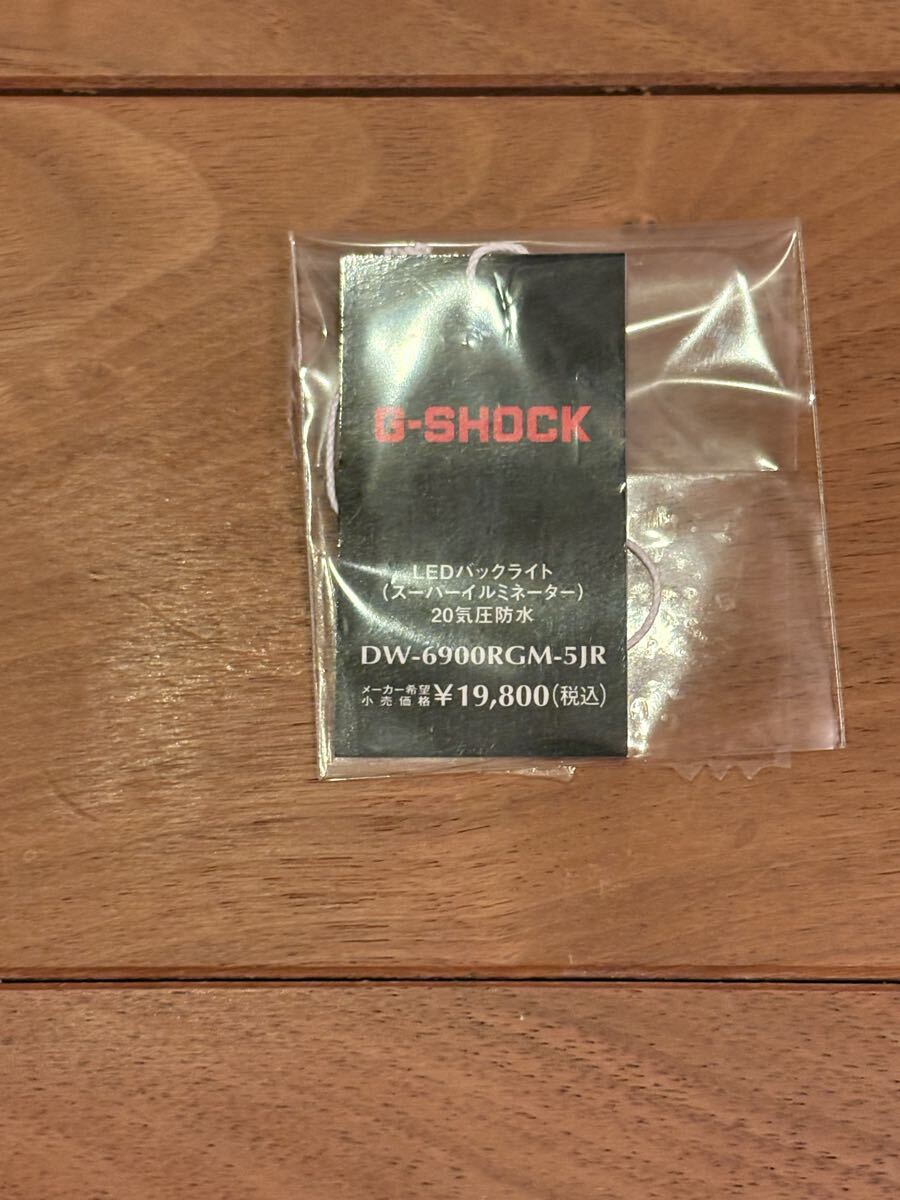 G-SHOCK
LEDバックライト
(スーパーイルミネーター)
20気圧防水
DW-6900RGM-5JR
メーカー希望
小売価格 ¥19,800(税込)